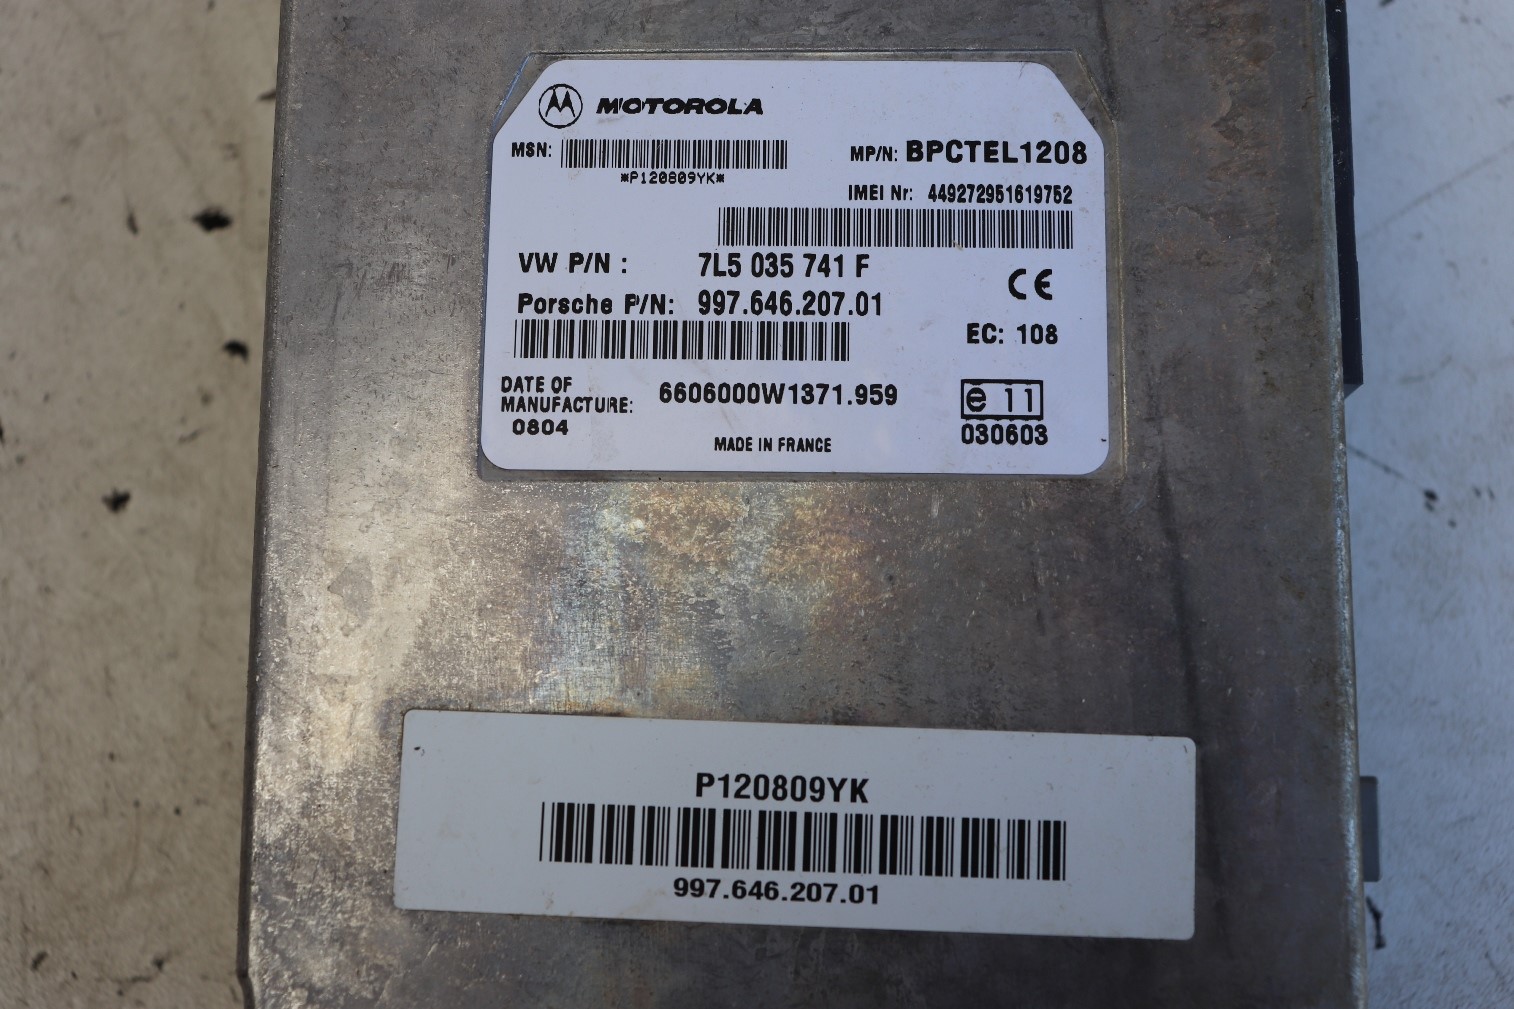 MOTOROLA
MSN:
*P120809YK*
MP/N: BPCTEL1208
IMEI Nr: 449272951619752
VW P/N : 7L5 035 741 F
Porsche P/N: 997.646.207.01
CE
EC: 108
DATE OF
MANUFACTURE:
0804
6606000W1371.959
e 11
030603
MADE IN FRANCE
P120809YK
997.646.207.01